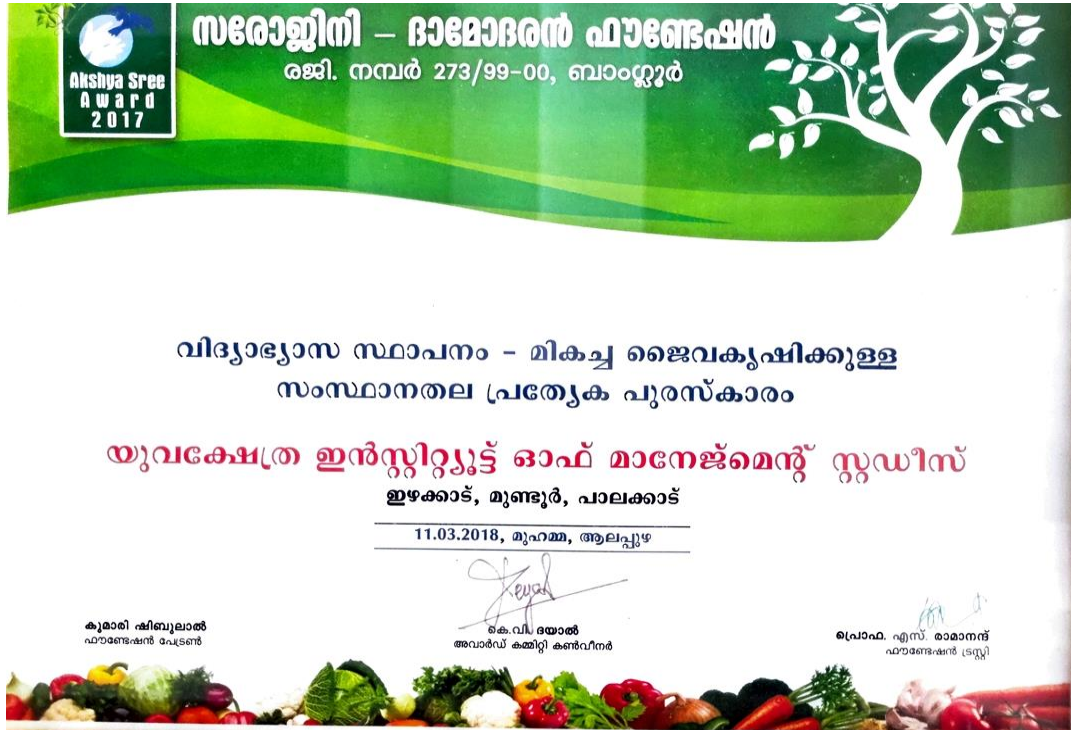 സരോജിനി – ദാമോദരൻ ഫൗണ്ടേഷൻ
രജി. നമ്പർ 273/99-00, ബാംഗ്ലൂർ
Akshya Sree
Award
2017
വിദ്യാഭ്യാസ സ്ഥാപനം – മികച്ച ജൈവകൃഷിക്കുള്ള
സംസ്ഥാനതല പ്രത്യേക പുരസ്കാരം
യുവക്ഷേത്ര ഇൻസ്റ്റിറ്റ്യൂട്ട് ഓഫ് മാനേജ്മെന്റ് സ്റ്റഡീസ്
ഇഴക്കാട്, മുണ്ടൂർ, പാലക്കാട്
11.03.2018, മുഹമ്മ, ആലപ്പുഴ
കുമാരി ഷിബുലാൽ
ഫൗണ്ടേഷൻ പേട്രൺ
കെ.വി. ദയാൽ
അവാർഡ് കമ്മിറ്റി കൺവീനർ
പ്രൊഫ. എസ്. രാമാനന്ദ്
ഫൗണ്ടേഷൻ ട്രസ്റ്റി